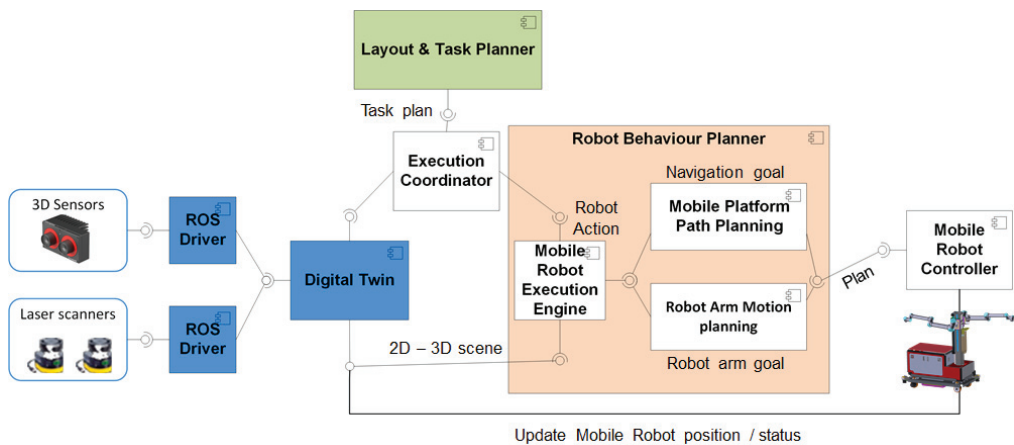 Layout & Task Planner
Task plan
Execution
Coordinator
Robot Behaviour Planner
Navigation goal
Mobile Platform
Path Planning
3D Sensors
ROS
Driver
Robot
Action
Mobile
Robot
Controller
Digital Twin
Mobile
Robot
Execution
Engine
Plan
Laser scanners
ROS
Driver
Robot Arm Motion
planning
2D – 3D scene
Robot arm goal
Update Mobile Robot position / status